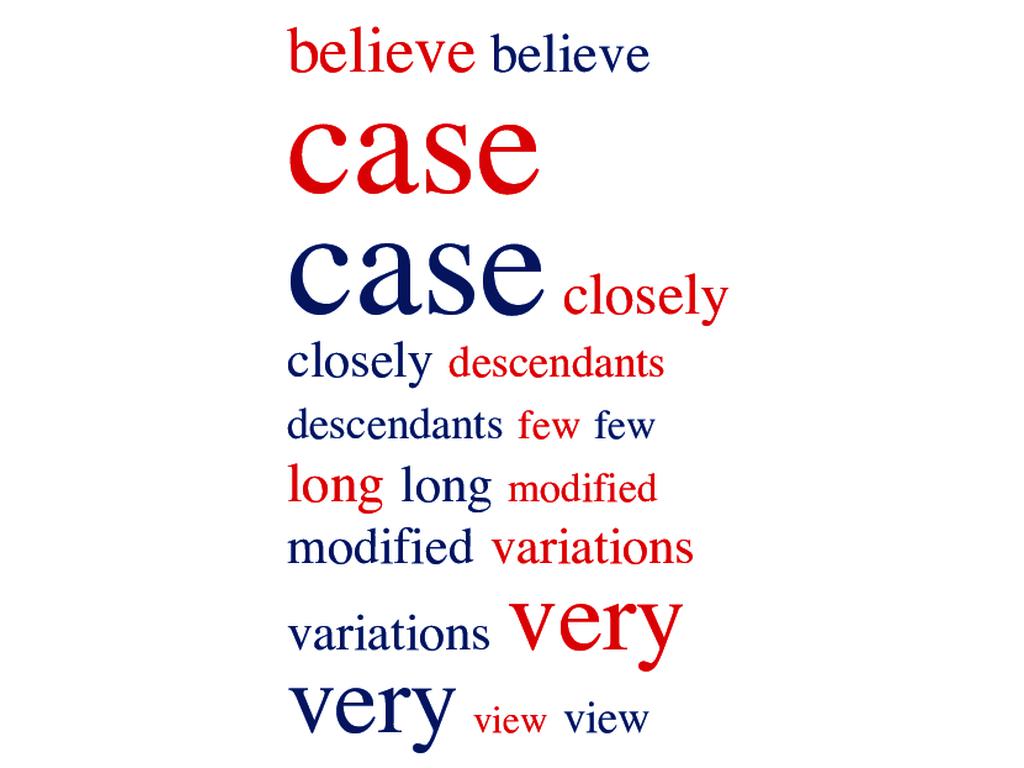 believe believe
case
case closely
closely descendants
descendants few few
long long modified
modified variations
variations very
very view view